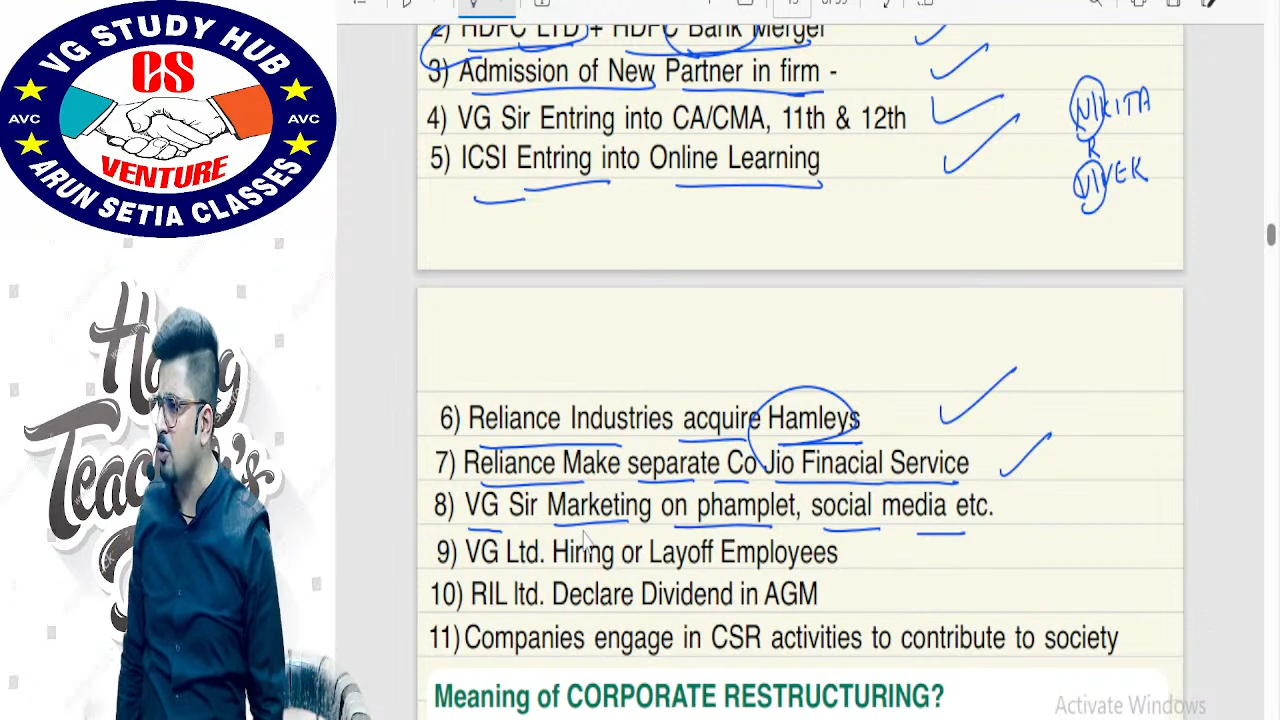 VG STUDY HUB
CS
AVC
AVC
VENTURE
ARUN SETIA CLASSES
2) HDFC LTD + HDFC Bank Merger
3) Admission of New Partner in firm -
4) VG Sir Entring into CA/CMA, 11th & 12th
5) ICSI Entring into Online Learning
NIKITA
R
VIVEK
6) Reliance Industries acquire Hamleys
7) Reliance Make separate Co Jio Finacial Service
8) VG Sir Marketing on phamplet, social media etc.
9) VG Ltd. Hiring or Layoff Employees
10) RIL ltd. Declare Dividend in AGM
11) Companies engage in CSR activities to contribute to society
Meaning of CORPORATE RESTRUCTURING?
Activate Windows